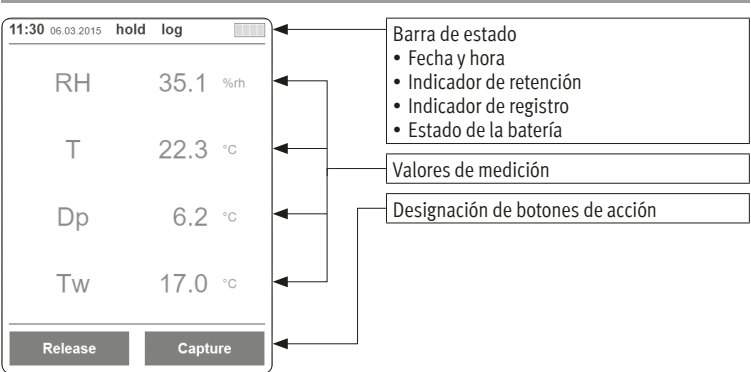 11:30 06.03.2015 hold log
RH 35.1 %rh
T 22.3 °C
Dp 6.2 °C
Tw 17.0 °C
Release Capture
Barra de estado
• Fecha y hora
• Indicador de retención
• Indicador de registro
• Estado de la batería
Valores de medición
Designación de botones de acción